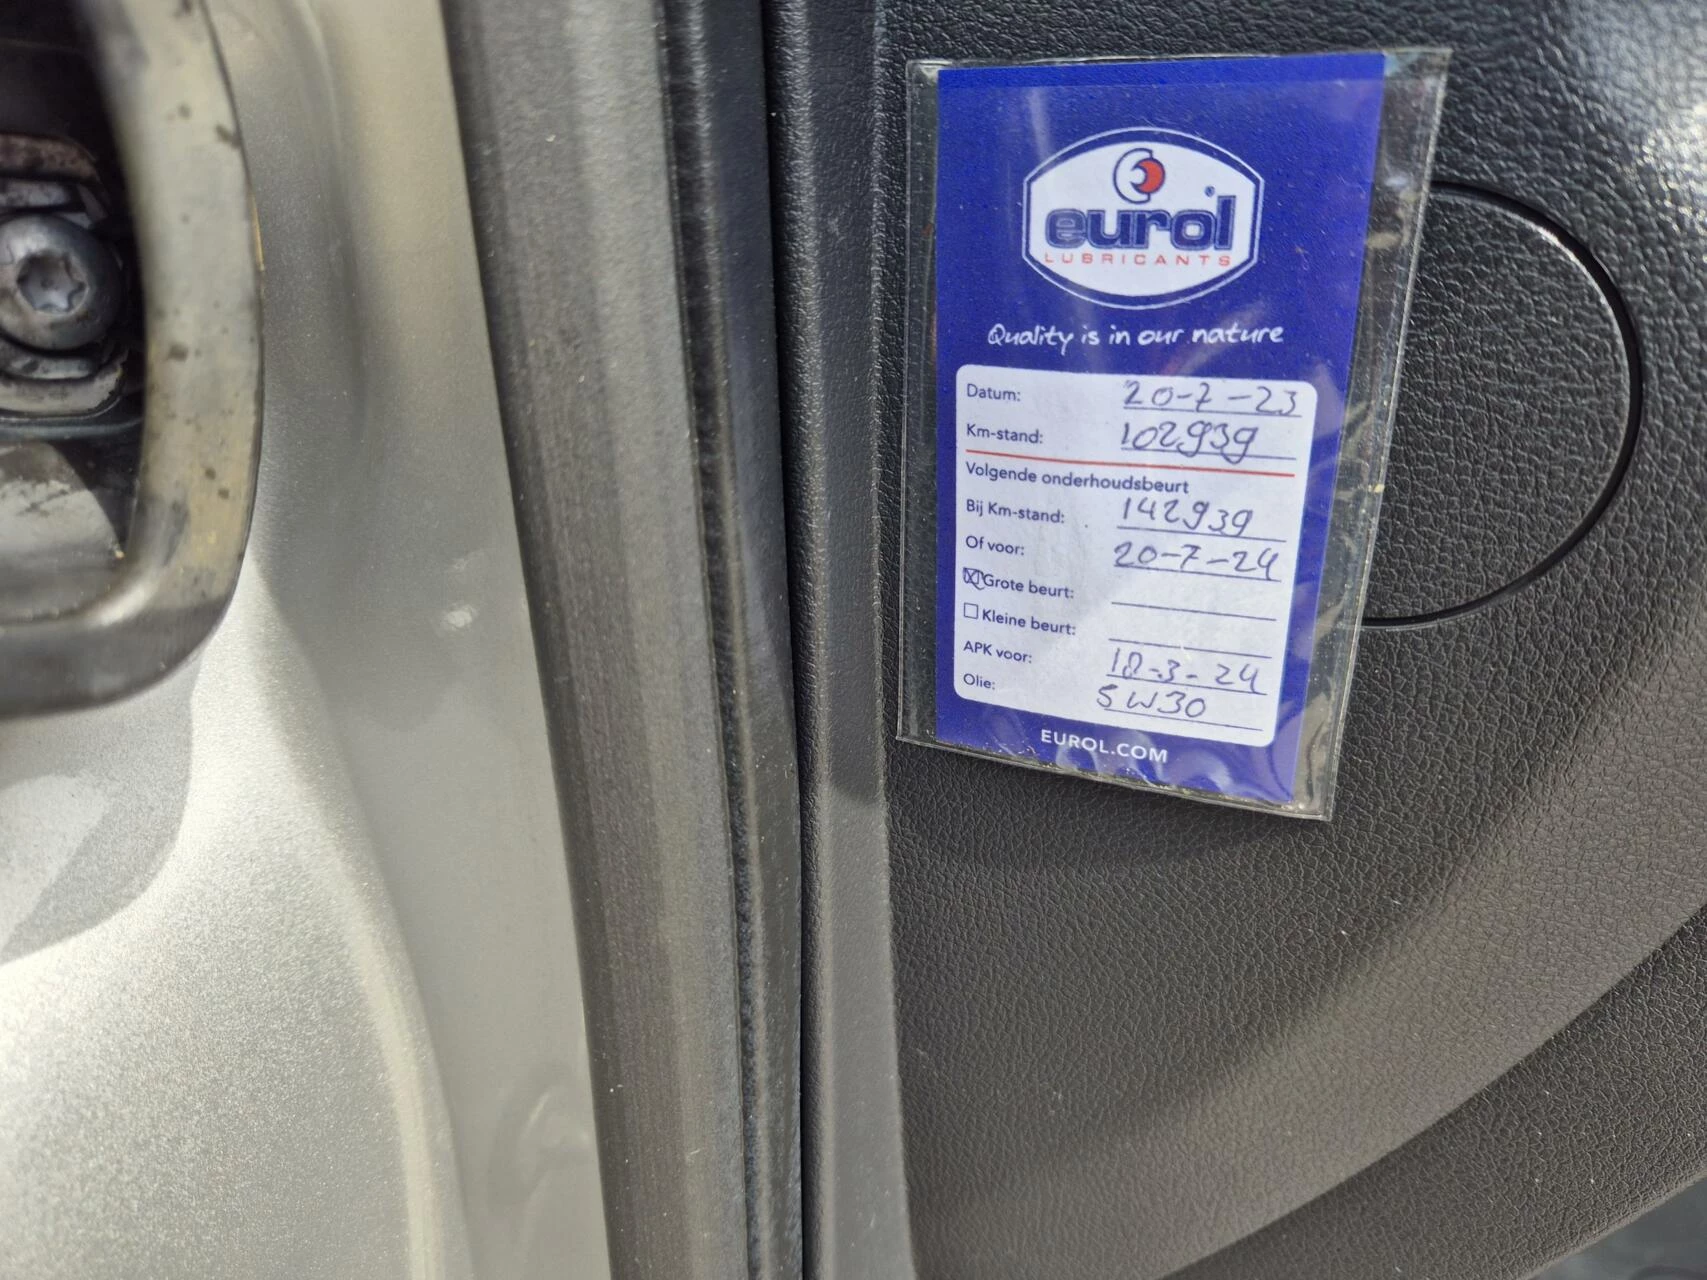 eurol
LUBRICANTS
Quality is in our nature
Datum: 20-7-23
Km-stand: 102939
Volgende onderhoudsbeurt
Bij Km-stand: 142939
Of voor: 20-7-24
Grote beurt:
Kleine beurt:
APK voor: 18-3-24
Olie: 5W30
EUROL.COM